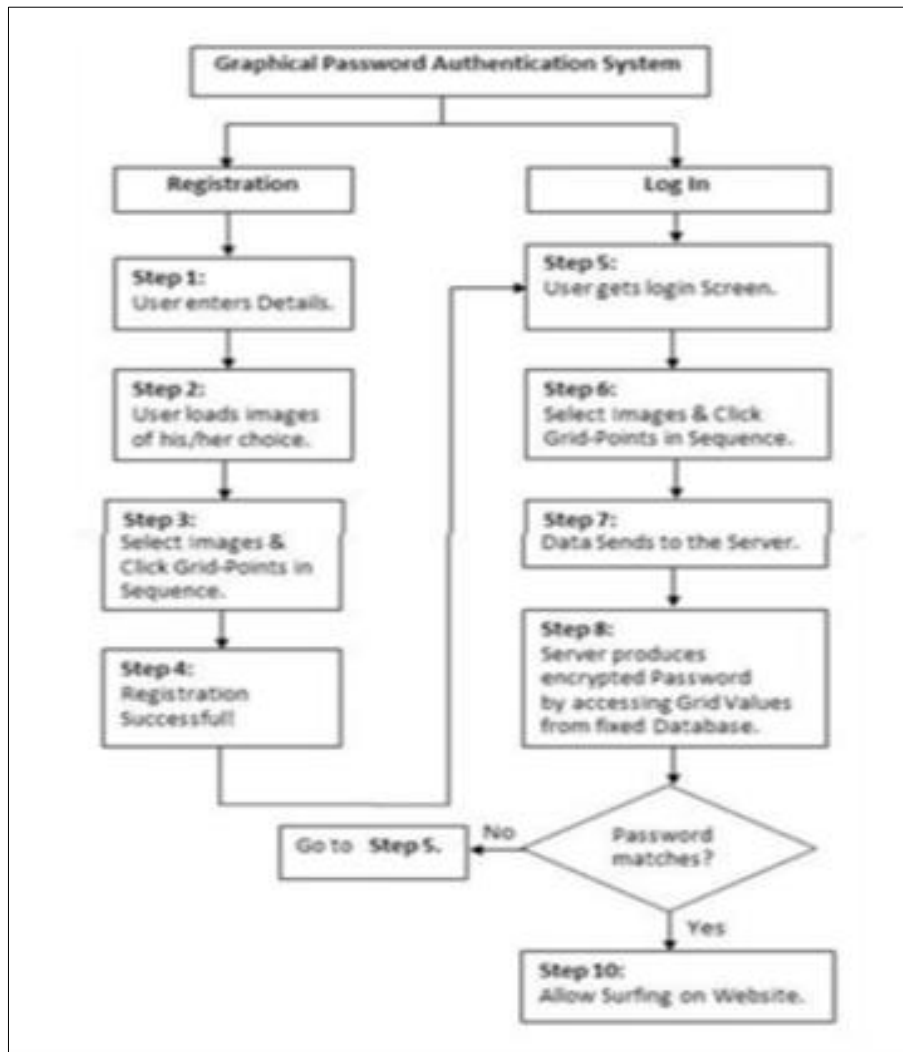 Graphical Password Authentication System
Registration
Log In
Step 1:
User enters Details.
Step 2:
User loads images
of his/her choice.
Step 3:
Select Images &
Click Grid-Points in
Sequence.
Step 4:
Registration
Successful!
Step 5:
User gets login Screen.
Step 6:
Select Images & Click
Grid-Points in Sequence.
Step 7:
Data Sends to the Server.
Step 8:
Server produces
encrypted Password
by accessing Grid Values
from fixed Database.
Password
matches?
No
Go to Step 5.
Yes
Step 10:
Allow Surfing on Website.